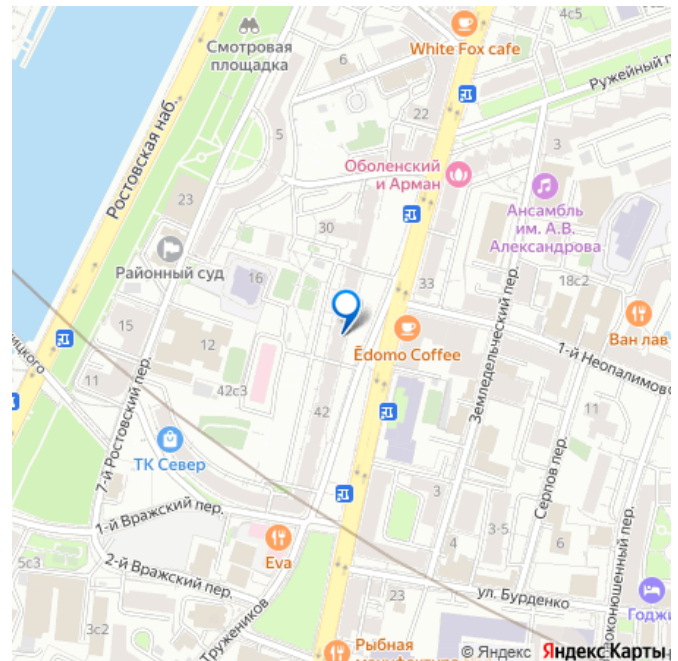 4с5
White Fox cafe
Смотровая
площадка
6
Ружейный п
22
5
3
Ростовская наб.
Оболенский
и Арман
23
Ансамбль
им. А.В.
Александрова
30
Районный суд
16
33
18с2
Ван лав
15
12
Ēdomo Coffee
1-й Неопалимов
Земледельческий пер.
11
42с3
42
11
7-й Ростовский пер.
ТК Север
Серпов пер.
1-й Вражский пер.
3
3-5
4
6
Eva
5с3
2-й Вражский пер.
23
ул. Бурденко
Годжи
3с2
Тружеников
Рыбная
© Яндекс Яндекс Карты